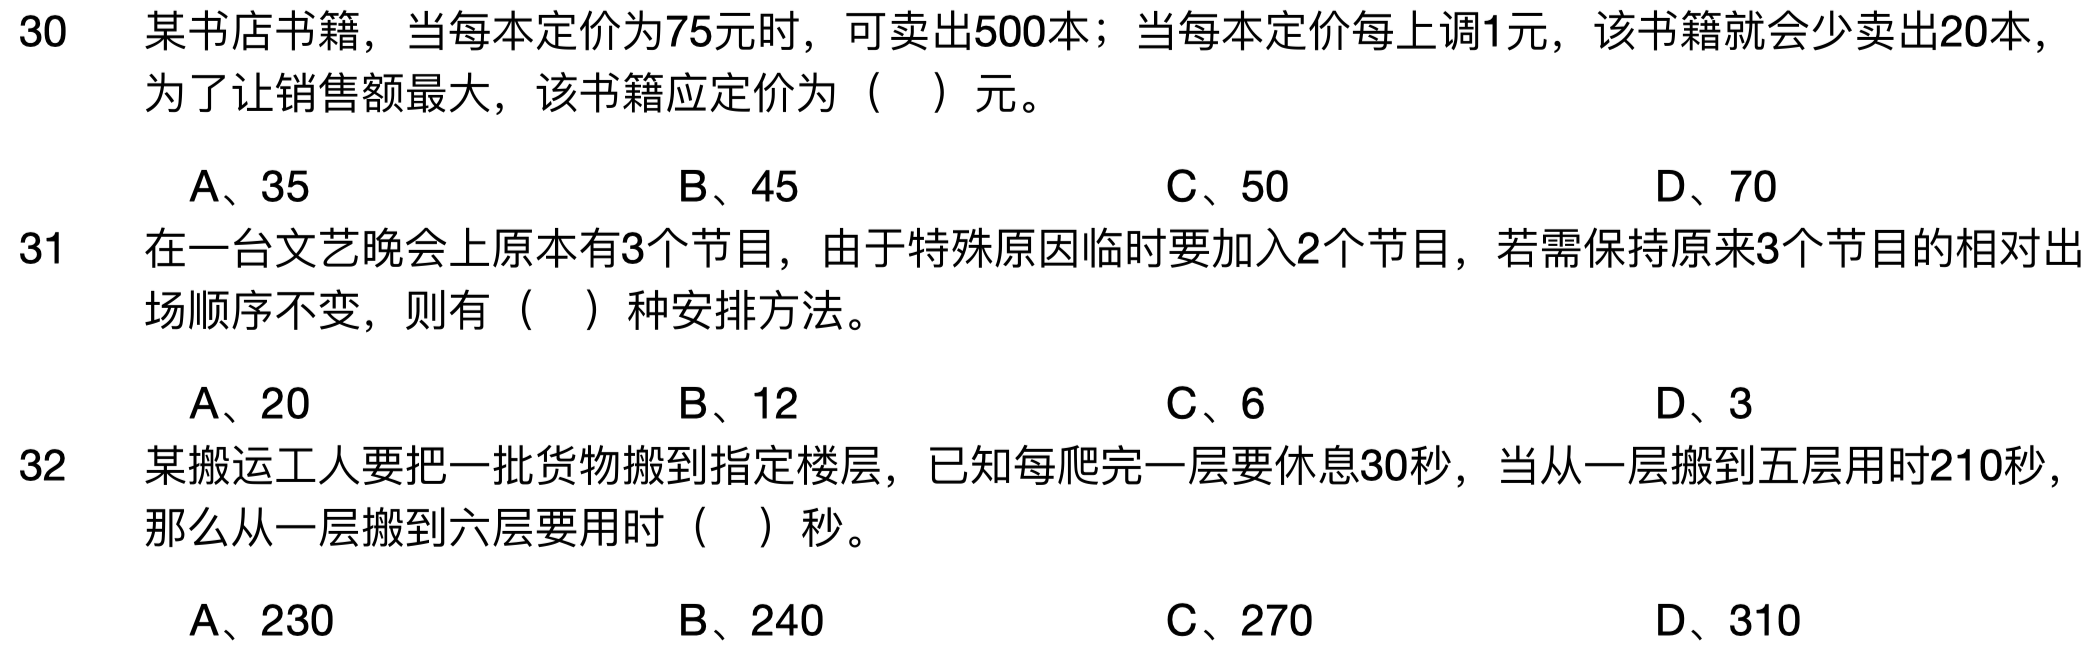 30 某书店书籍，当每本定价为75元时，可卖出500本；当每本定价每上调1元，该书籍就会少卖出20本，
为了让销售额最大，该书籍应定价为（ ）元。
A、35 B、45 C、50 D、70
31 在一台文艺晚会上原本有3个节目，由于特殊原因临时要加入2个节目，若需保持原来3个节目的相对出
场顺序不变，则有（ ）种安排方法。
A、20 B、12 C、6 D、3
32 某搬运工人要把一批货物搬到指定楼层，已知每爬完一层要休息30秒，当从一层搬到五层用时210秒，
那么从一层搬到六层要用时（ ）秒。
A、230 B、240 C、270 D、310